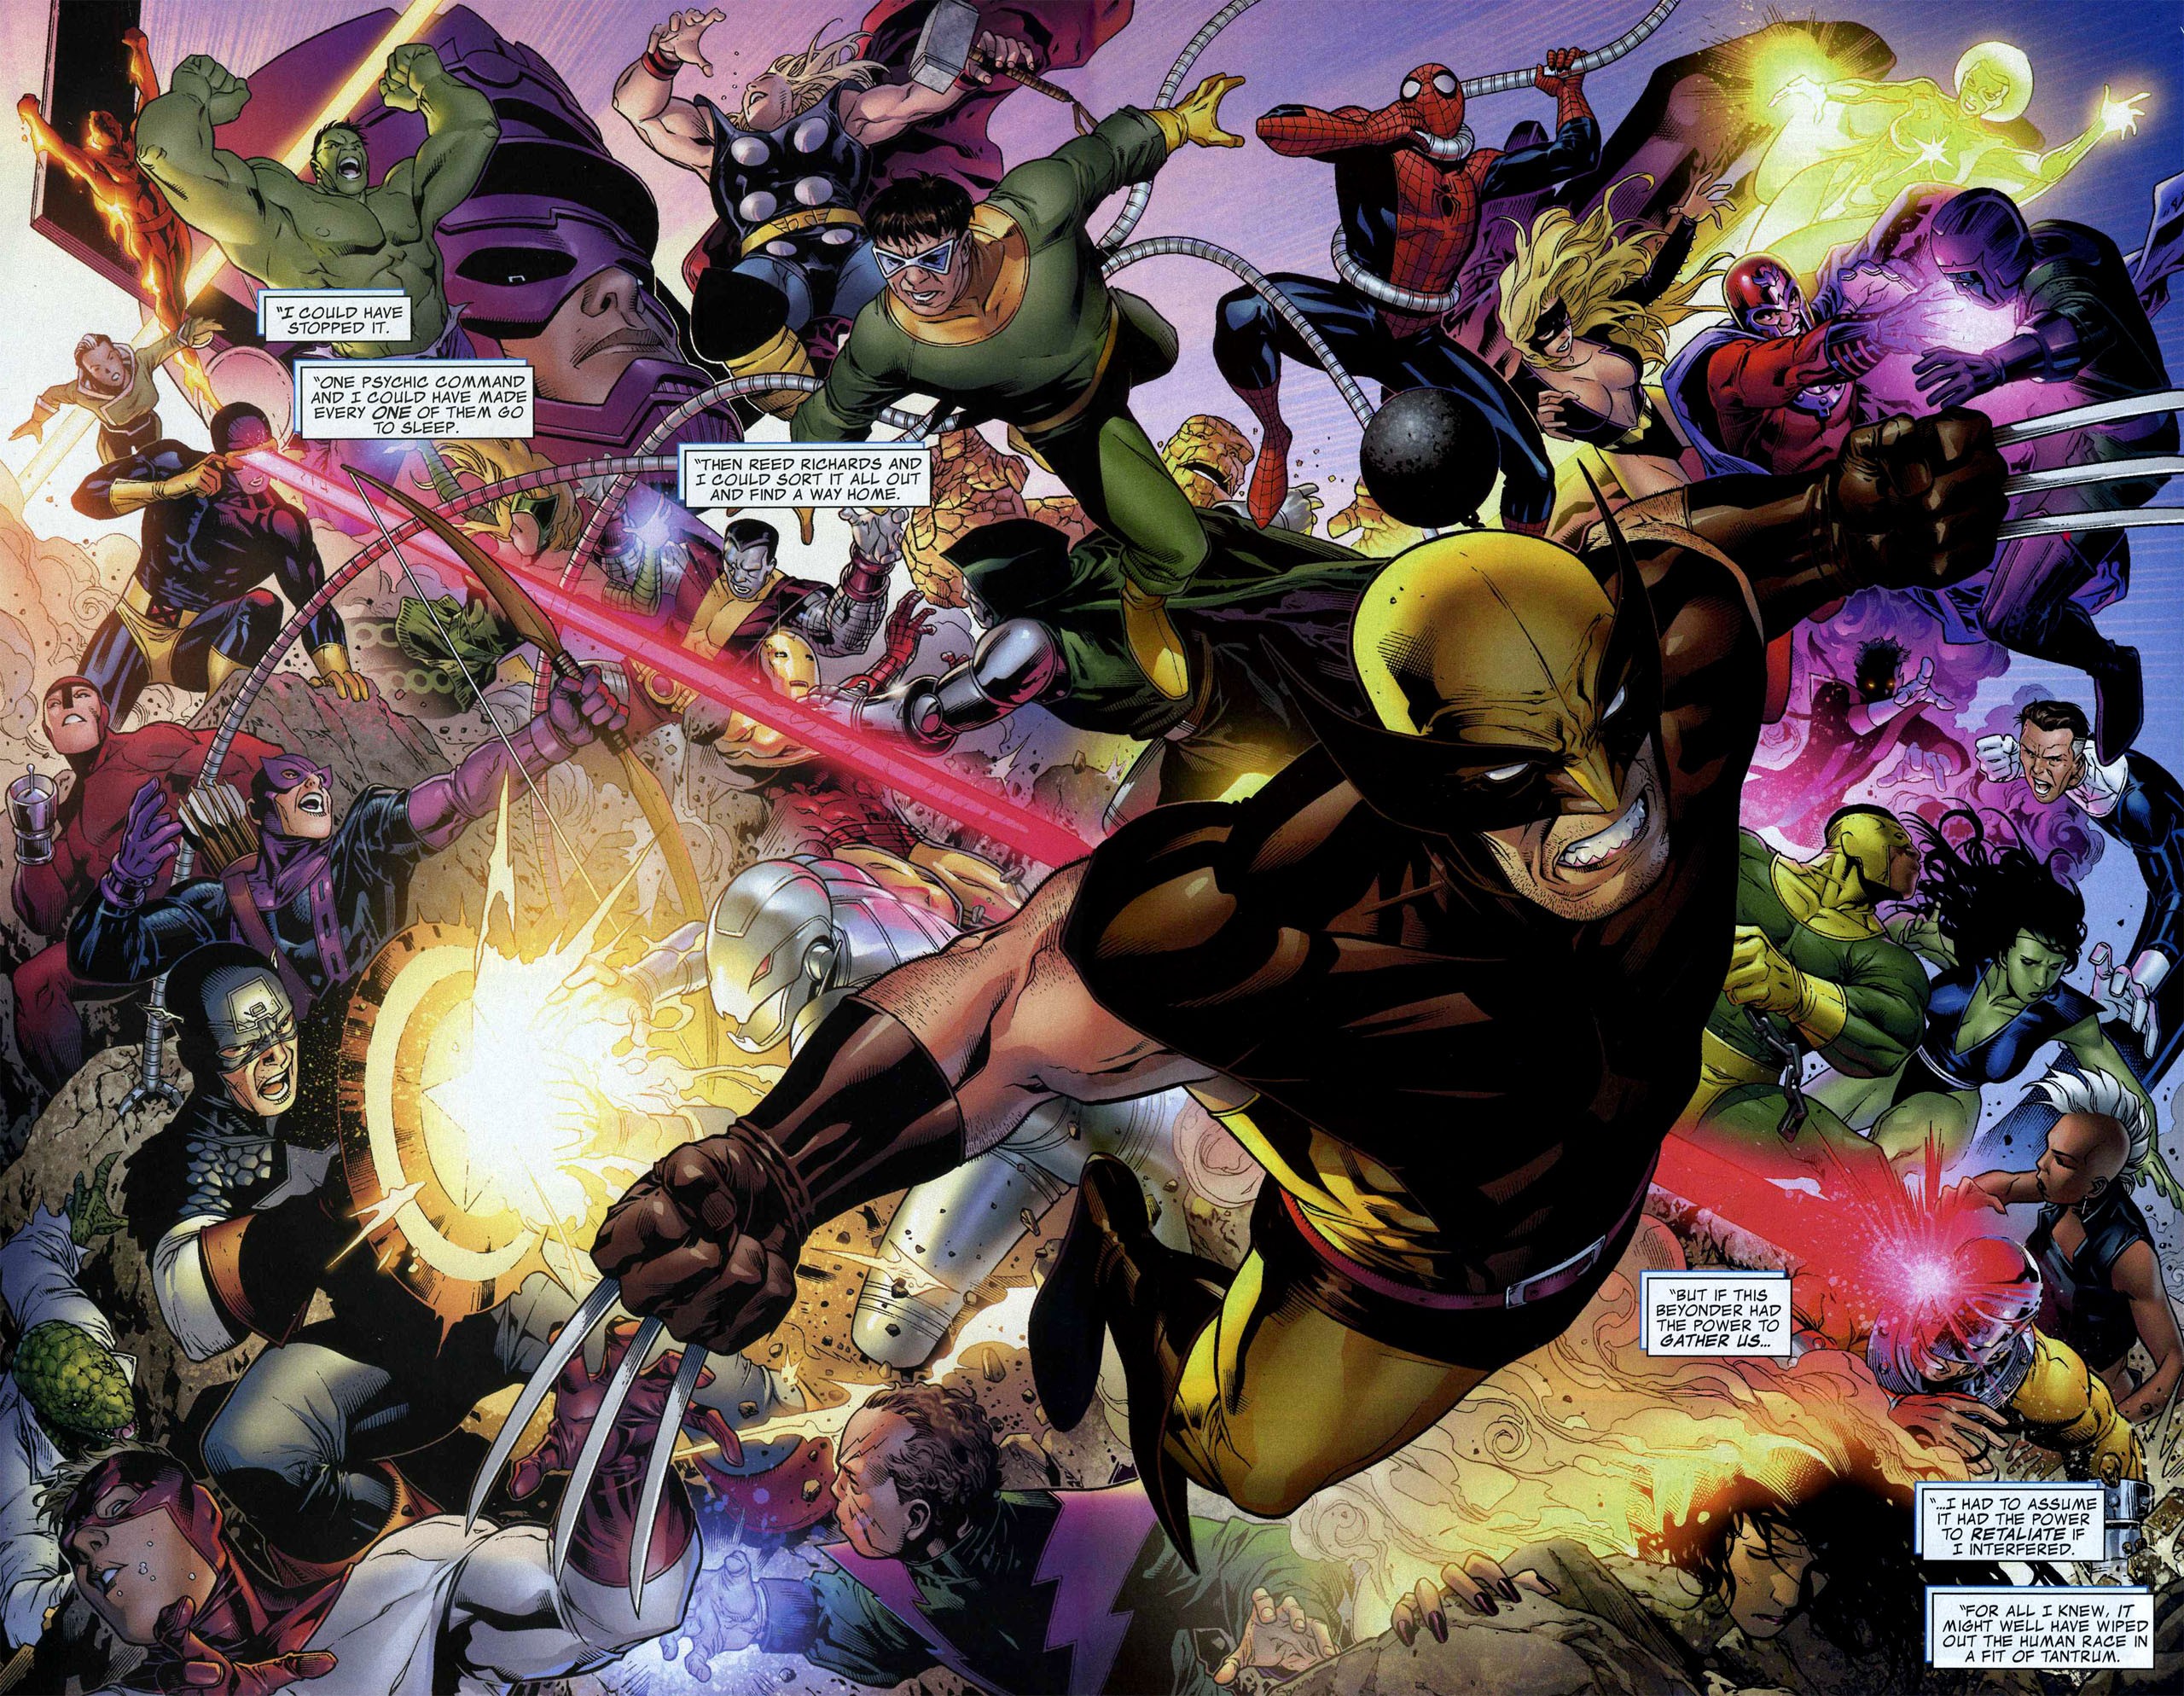 "I COULD HAVE
STOPPED IT.
"ONE PSYCHIC COMMAND
AND I COULD HAVE MADE
EVERY ONE OF THEM GO
TO SLEEP.
"THEN REED RICHARDS AND
I COULD SORT IT ALL OUT
AND FIND A WAY HOME.
"BUT IF THIS
BEYONDER HAD
THE POWER TO
GATHER US...
"...I HAD TO ASSUME
IT HAD THE POWER
TO RETALIATE IF
I INTERFERED.
"FOR ALL I KNEW, IT
MIGHT WELL HAVE WIPED
OUT THE HUMAN RACE IN
A FIT OF TANTRUM.